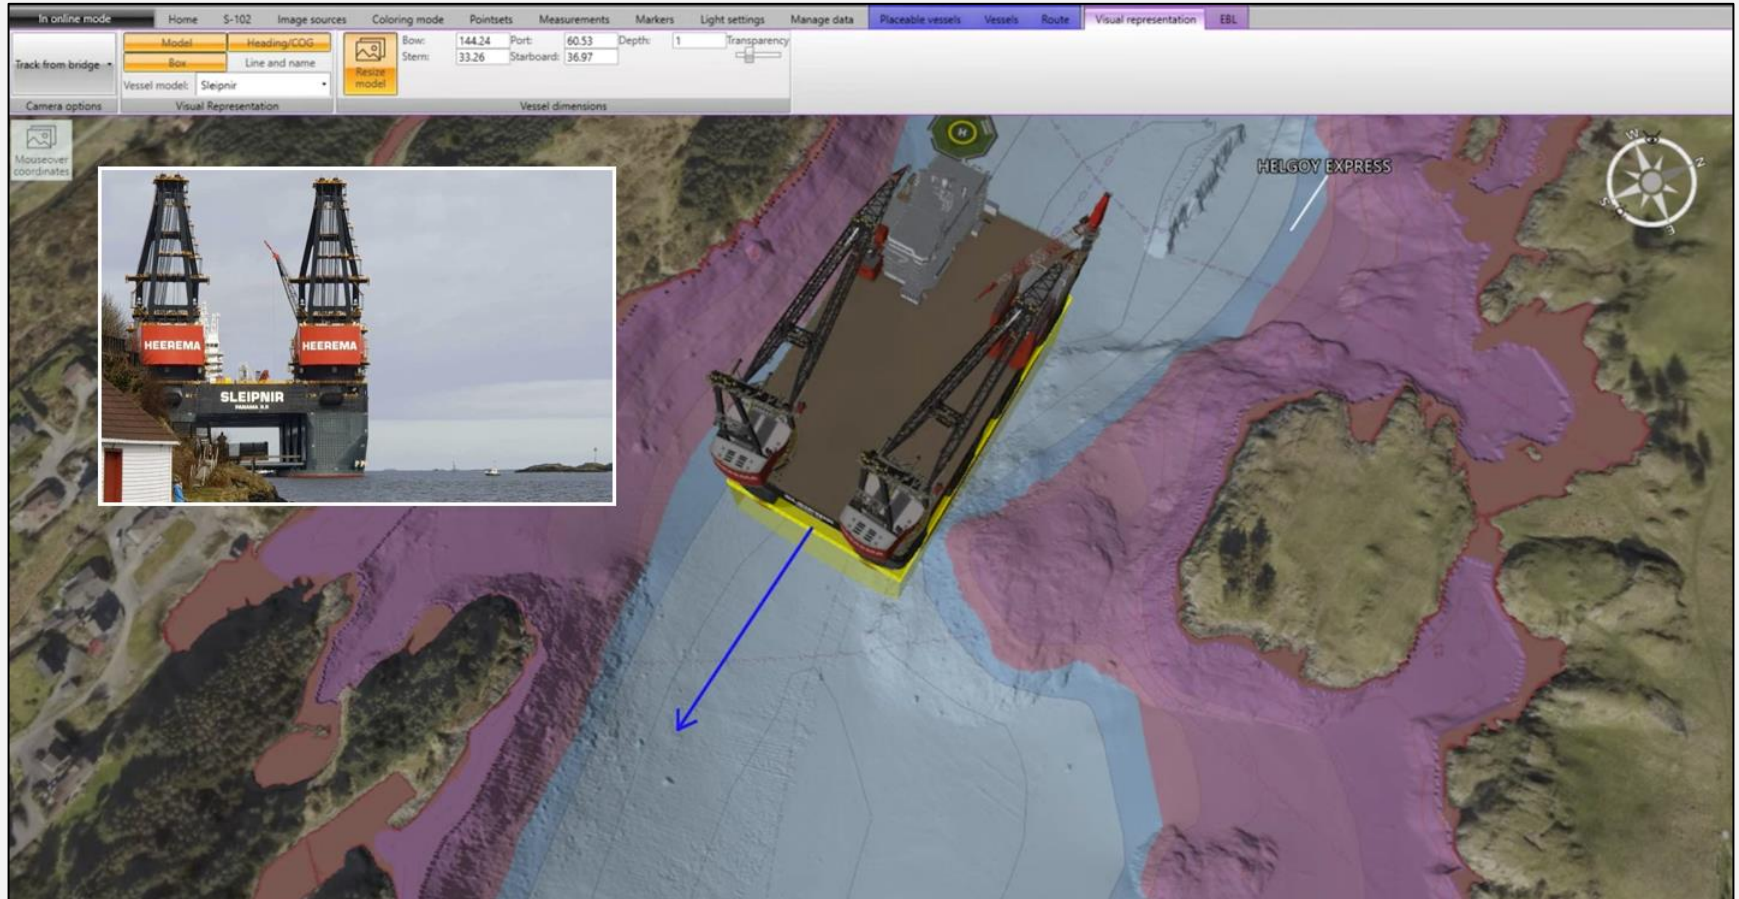 In online mode Home S-102 Image sources Coloring mode Pointsets Measurements Markers Light settings Manage data Placeable vessels Vessels Route Visual representation EBL
Track from bridge
Camera options
Model Heading/COG
Box Line and name
Vessel model: Sleipnir
Visual Representation
Resize model
Bow: 144.24 Port: 60.53 Depth: 1 Transparency
Stern: 33.26 Starboard: 36.97
Vessel dimensions
Mouseover
coordinates
HEEREMA HEEREMA
SLEIPNIR
H
HELGOY EXPRESS
W
N
S
E